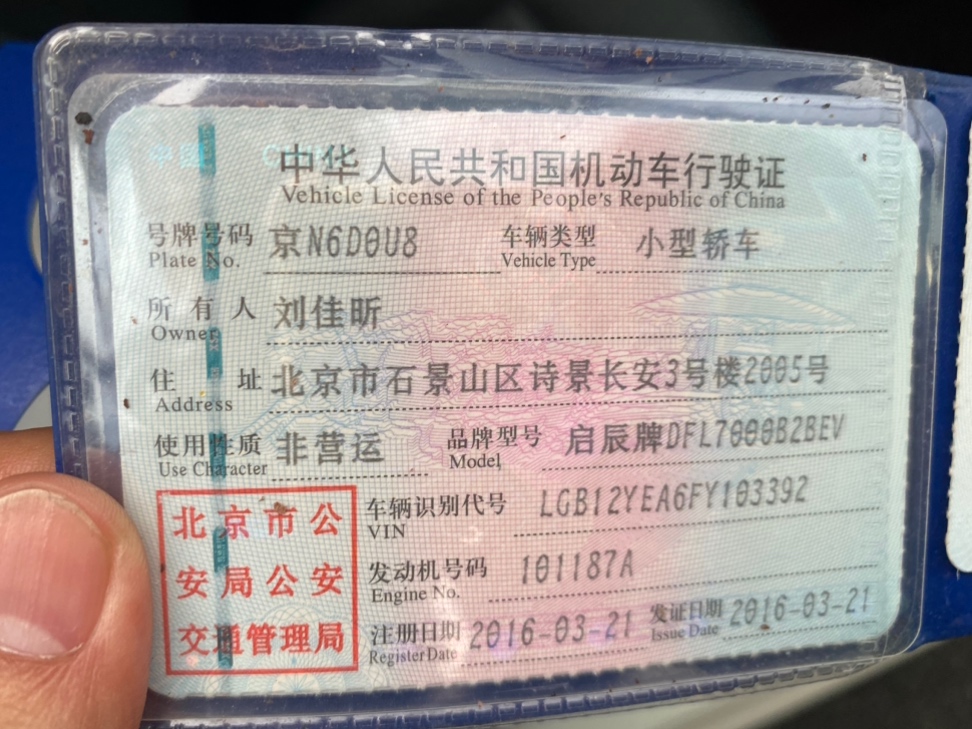 中华人民共和国机动车行驶证
Vehicle License of the People's Republic of China
号牌号码 京N6D0U8 车辆类型 小型轿车
Plate No. Vehicle Type
所有人 刘佳昕
Owner
住址 北京市石景山区诗景长安3号楼2005号
Address
使用性质 非营运 品牌型号 启辰牌DFL7000B2BEV
Use Character Model
车辆识别代号 LGB12YEA6FY103392
VIN
发动机号码 101187A
Engine No.
注册日期 2016-03-21 发证日期 2016-03-21
Register Date Issue Date
北京市公
安局公安
交通管理局